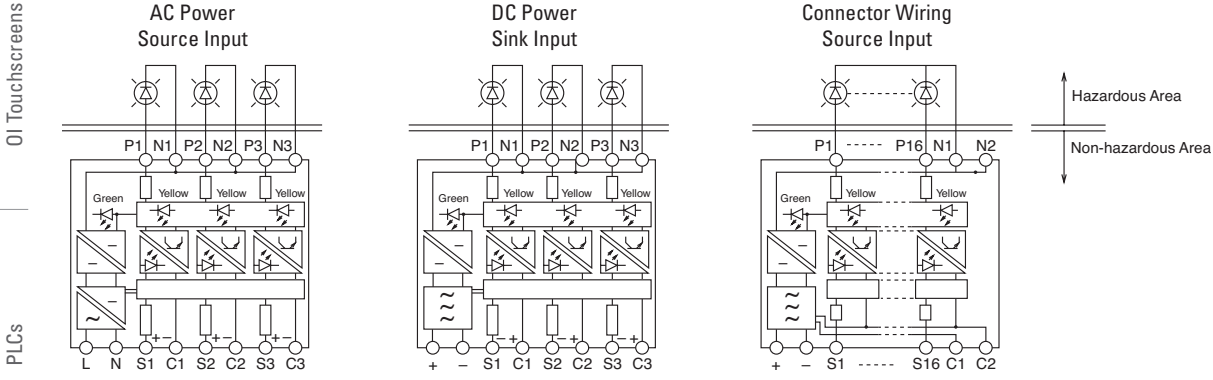 OI Touchscreens
PLCs
AC Power
Source Input
P1 N1 P2 N2 P3 N3
Green
Yellow
Yellow
–
–
–
~
+ – + –
L N S1 C1 S2 C2 S3 C3
DC Power
Sink Input
P1 N1 P2 N2 P3 N3
Green
Yellow
Yellow
–
–
~
~
~
– + – +
+ – S1 C1 S2 C2 S3 C3
Connector Wiring
Source Input
P1 ----- P16 N1 N2
Green
Yellow
Yellow
–
–
~
~
~
+ – S1 ----- S16 C1 C2
Hazardous Area
Non-hazardous Area